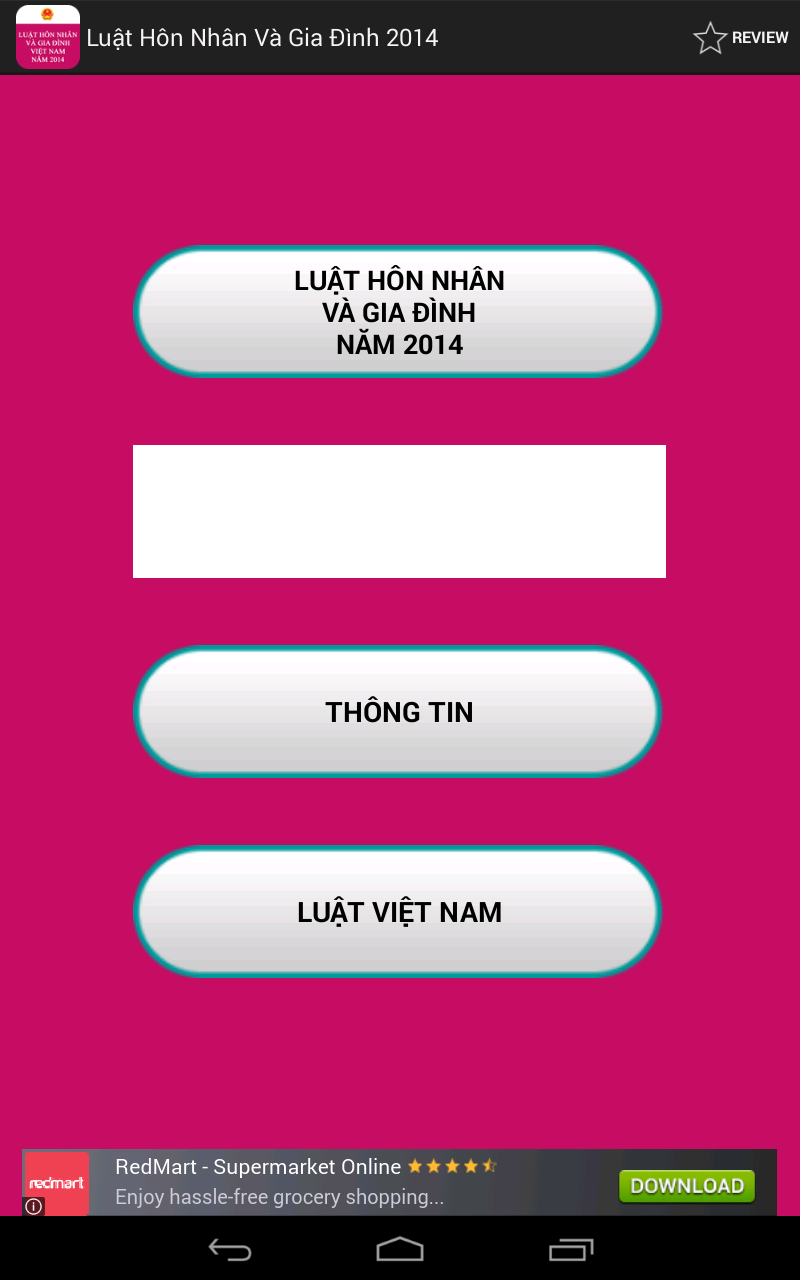 LUẬT HÔN NHÂN
VÀ GIA ĐÌNH
VIỆT NAM
NĂM 2014
Luật Hôn Nhân Và Gia Đình 2014
REVIEW
LUẬT HÔN NHÂN
VÀ GIA ĐÌNH
NĂM 2014
THÔNG TIN
LUẬT VIỆT NAM
redmart
RedMart - Supermarket Online
Enjoy hassle-free grocery shopping...
DOWNLOAD